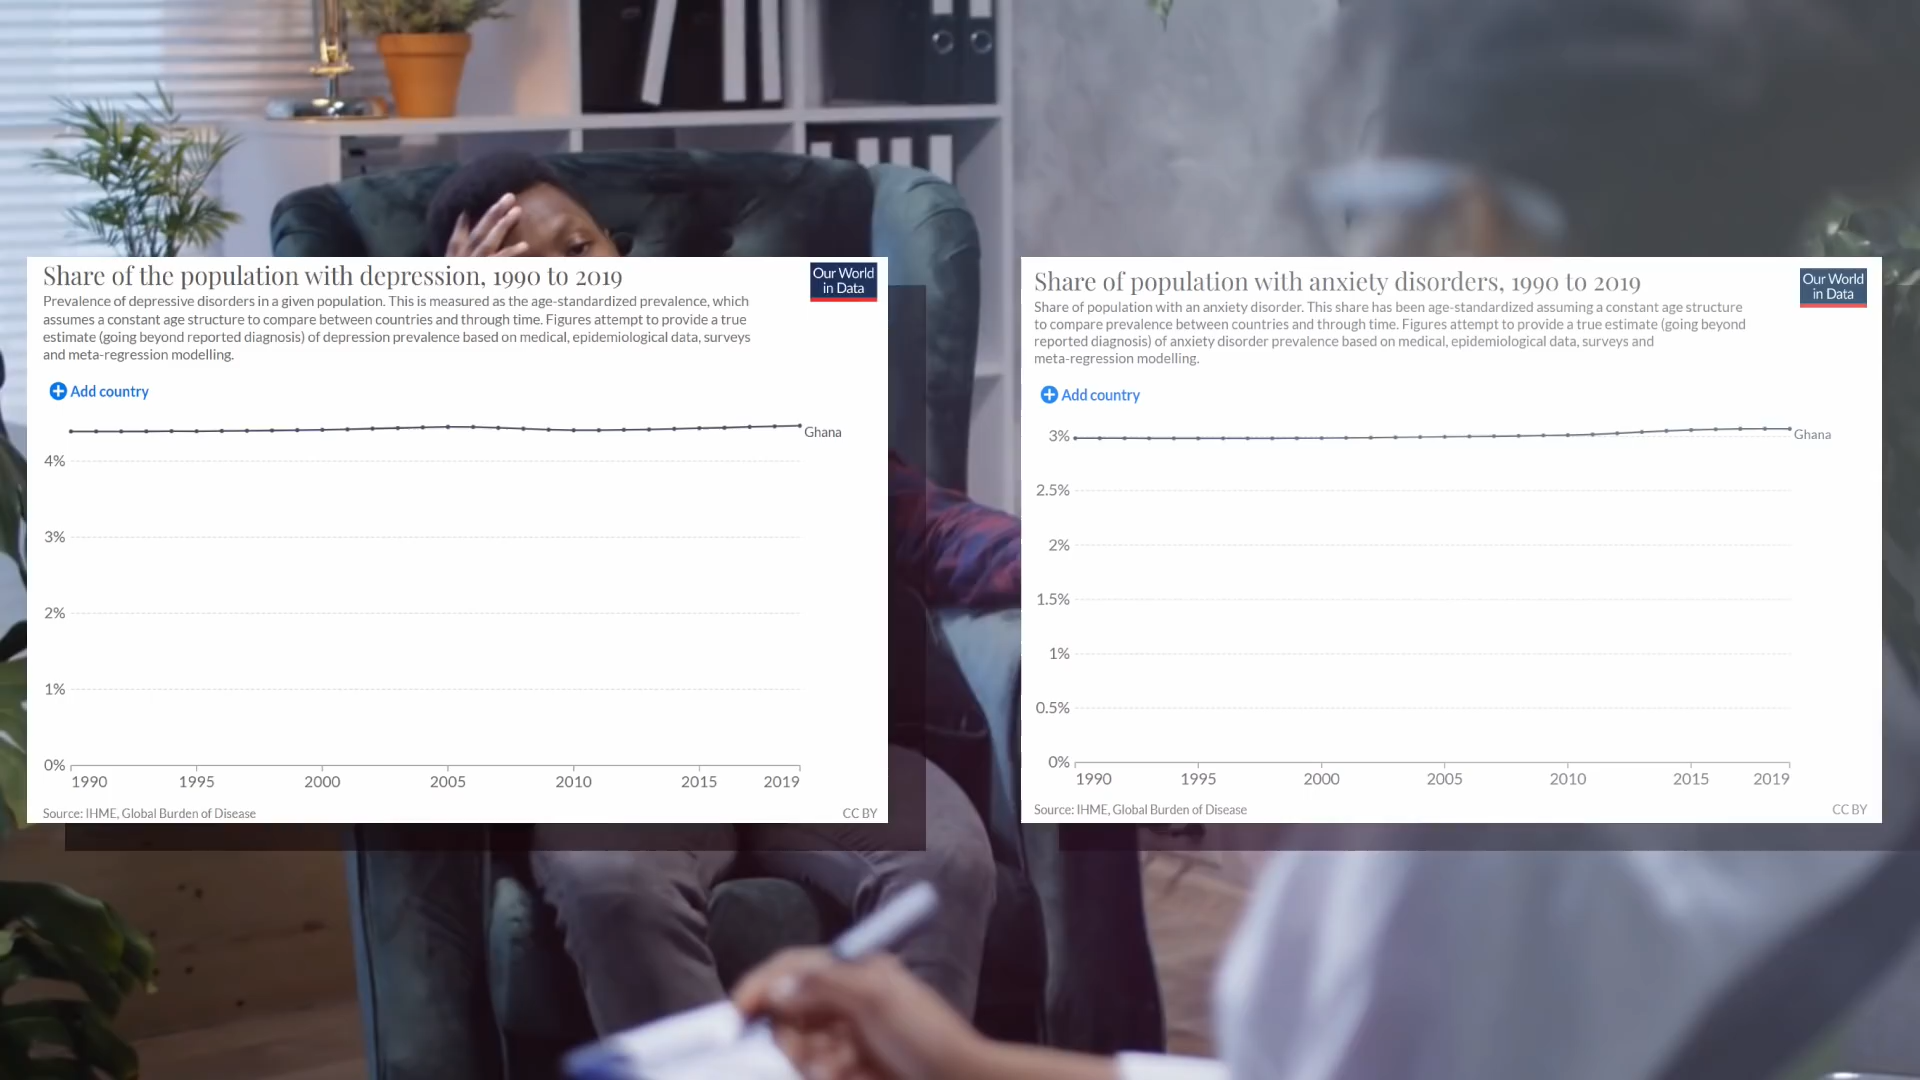 Share of the population with depression, 1990 to 2019
Our World
in Data
Prevalence of depressive disorders in a given population. This is measured as the age-standardized prevalence, which
assumes a constant age structure to compare between countries and through time. Figures attempt to provide a true
estimate (going beyond reported diagnosis) of depression prevalence based on medical, epidemiological data, surveys
and meta-regression modelling.
Add country
Ghana
4%
3%
2%
1%
0%
1990 1995 2000 2005 2010 2015 2019
Source: IHME, Global Burden of Disease CC BY
Share of population with anxiety disorders, 1990 to 2019
Our World
in Data
Share of population with an anxiety disorder. This share has been age-standardized assuming a constant age structure
to compare prevalence between countries and through time. Figures attempt to provide a true estimate (going beyond
reported diagnosis) of anxiety disorder prevalence based on medical, epidemiological data, surveys and
meta-regression modelling.
Add country
3% Ghana
2.5%
2%
1.5%
1%
0.5%
0%
1990 1995 2000 2005 2010 2015 2019
Source: IHME, Global Burden of Disease CC BY